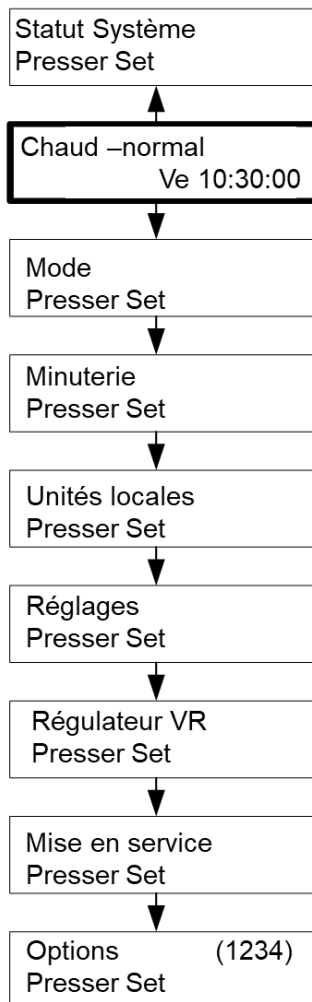 Statut Système
Presser Set
Chaud –normal
Ve 10:30:00
Mode
Presser Set
Minuterie
Presser Set
Unités locales
Presser Set
Réglages
Presser Set
Régulateur VR
Presser Set
Mise en service
Presser Set
Options (1234)
Presser Set